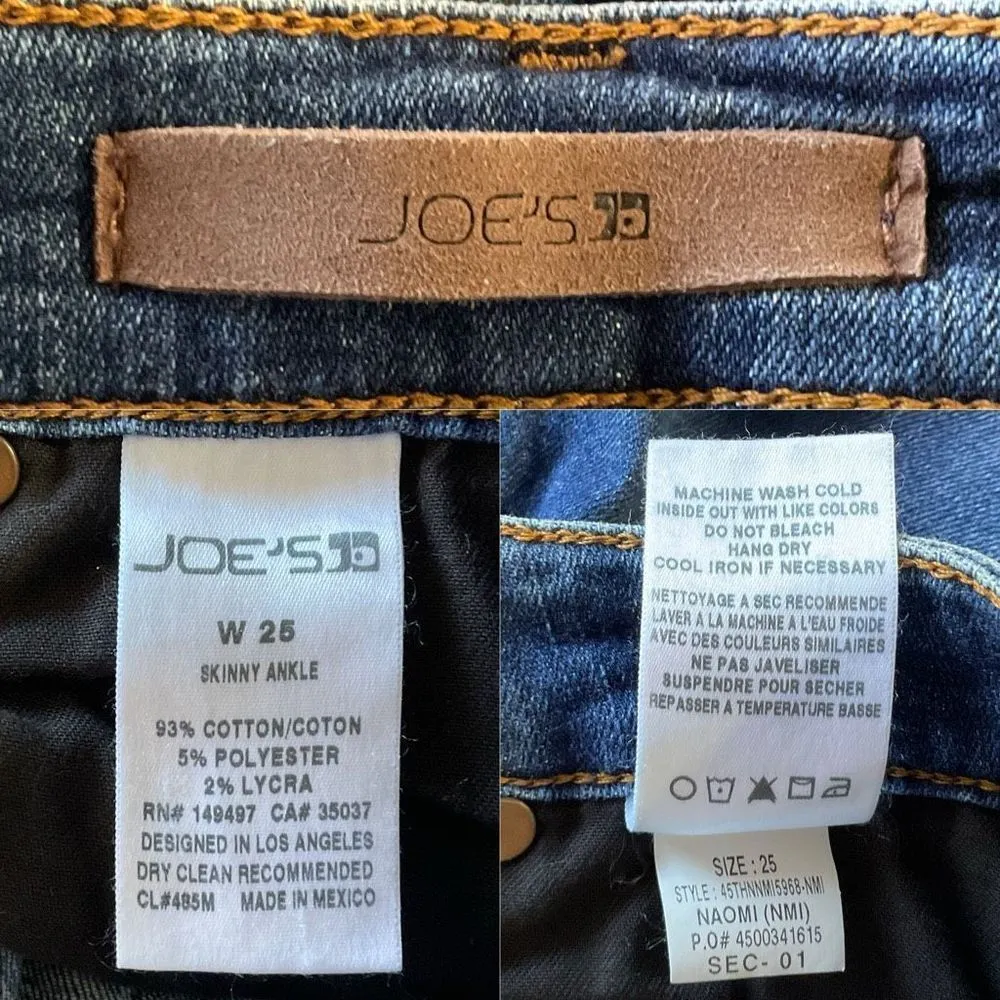 JOE'S
JOE'S
W 25
SKINNY ANKLE
93% COTTON/COTON
5% POLYESTER
2% LYCRA
RN# 149497 CA# 35037
DESIGNED IN LOS ANGELES
DRY CLEAN RECOMMENDED
CL#485M MADE IN MEXICO
MACHINE WASH COLD
INSIDE OUT WITH LIKE COLORS
DO NOT BLEACH
HANG DRY
COOL IRON IF NECESSARY
NETTOYAGE A SEC RECOMMENDE
LAVER A LA MACHINE A L'EAU FROIDE
AVEC DES COULEURS SIMILAIRES
NE PAS JAVELISER
SUSPENDRE POUR SECHER
REPASSER A TEMPERATURE BASSE
SIZE : 25
STYLE : 45THNNMI5968-NMI
NAOMI (NMI)
P.O# 4500341615
SEC- 01